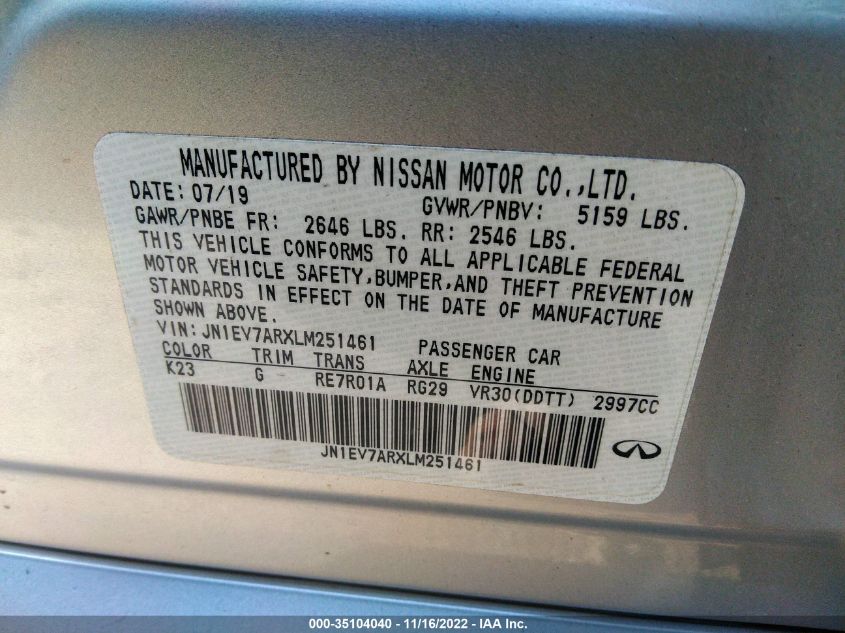 MANUFACTURED BY NISSAN MOTOR CO.,LTD.
DATE: 07/19 GVWR/PNBV: 5159 LBS.
GAWR/PNBE FR: 2646 LBS. RR: 2546 LBS.
THIS VEHICLE CONFORMS TO ALL APPLICABLE FEDERAL
MOTOR VEHICLE SAFETY,BUMPER,AND THEFT PREVENTION
STANDARDS IN EFFECT ON THE DATE OF MANUFACTURE
SHOWN ABOVE.
VIN: JN1EV7ARXLM251461 PASSENGER CAR
COLOR TRIM TRANS AXLE ENGINE
K23 G RE7R01A RG29 VR30(DDTT) 2997CC
JN1EV7ARXLM251461
000-35104040 - 11/16/2022 - IAA Inc.